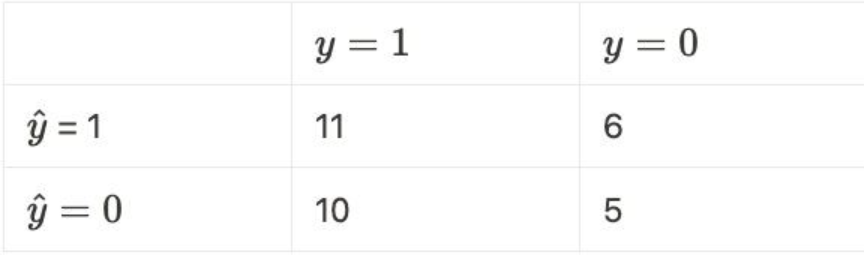 y = 1 y = 0
ŷ = 1 11 6
ŷ = 0 10 5